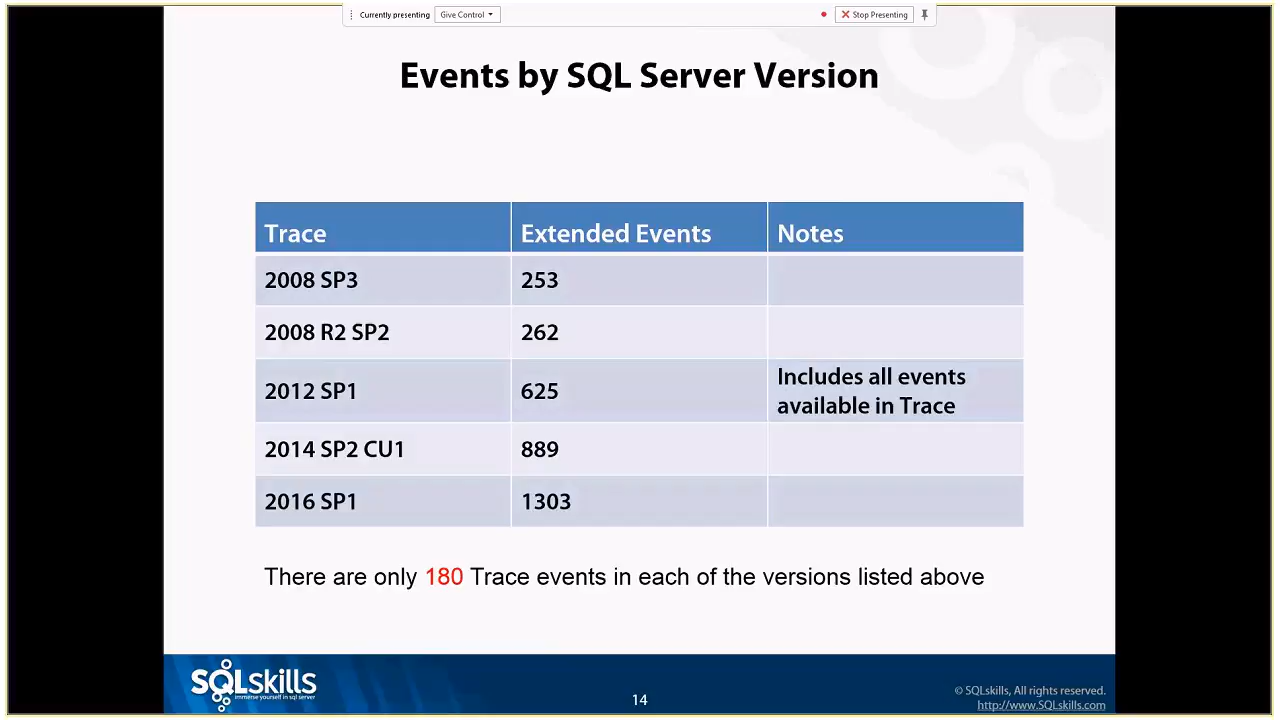 Currently presenting Give Control Stop Presenting
Events by SQL Server Version
Trace Extended Events Notes
2008 SP3 253
2008 R2 SP2 262
2012 SP1 625 Includes all events
available in Trace
2014 SP2 CU1 889
2016 SP1 1303
There are only 180 Trace events in each of the versions listed above
SQLskills
immerse yourself in sql server
14
© SQLskills, All rights reserved.
http://www.SQLskills.com